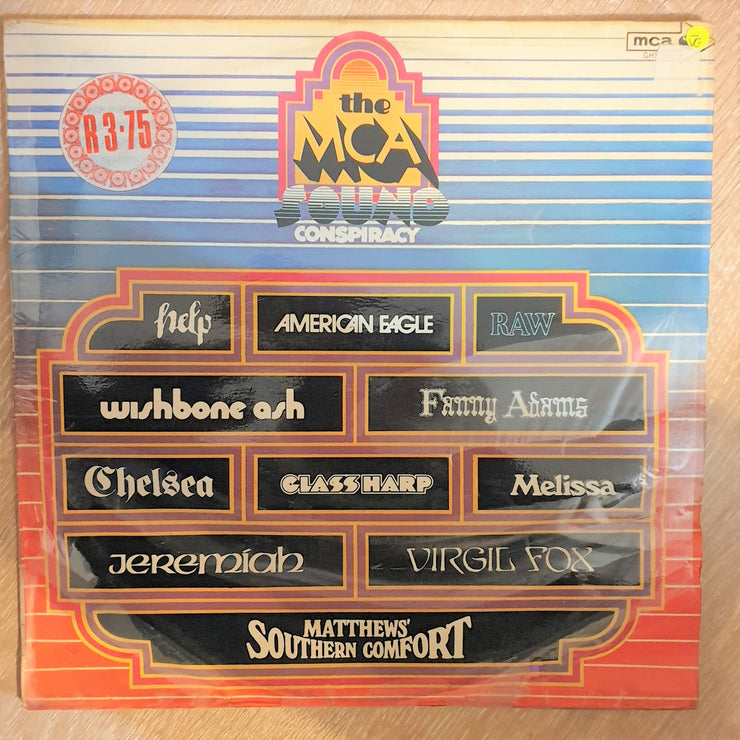 mca
VG
R 3·75
the
MCA
SOUND
CONSPIRACY
help
AMERICAN EAGLE
RAW
wishbone ash
Fanny Adams
Chelsea
GLASS HARP
Melissa
JEREMIAH
VIRGIL FOX
MATTHEWS'
SOUTHERN COMFORT